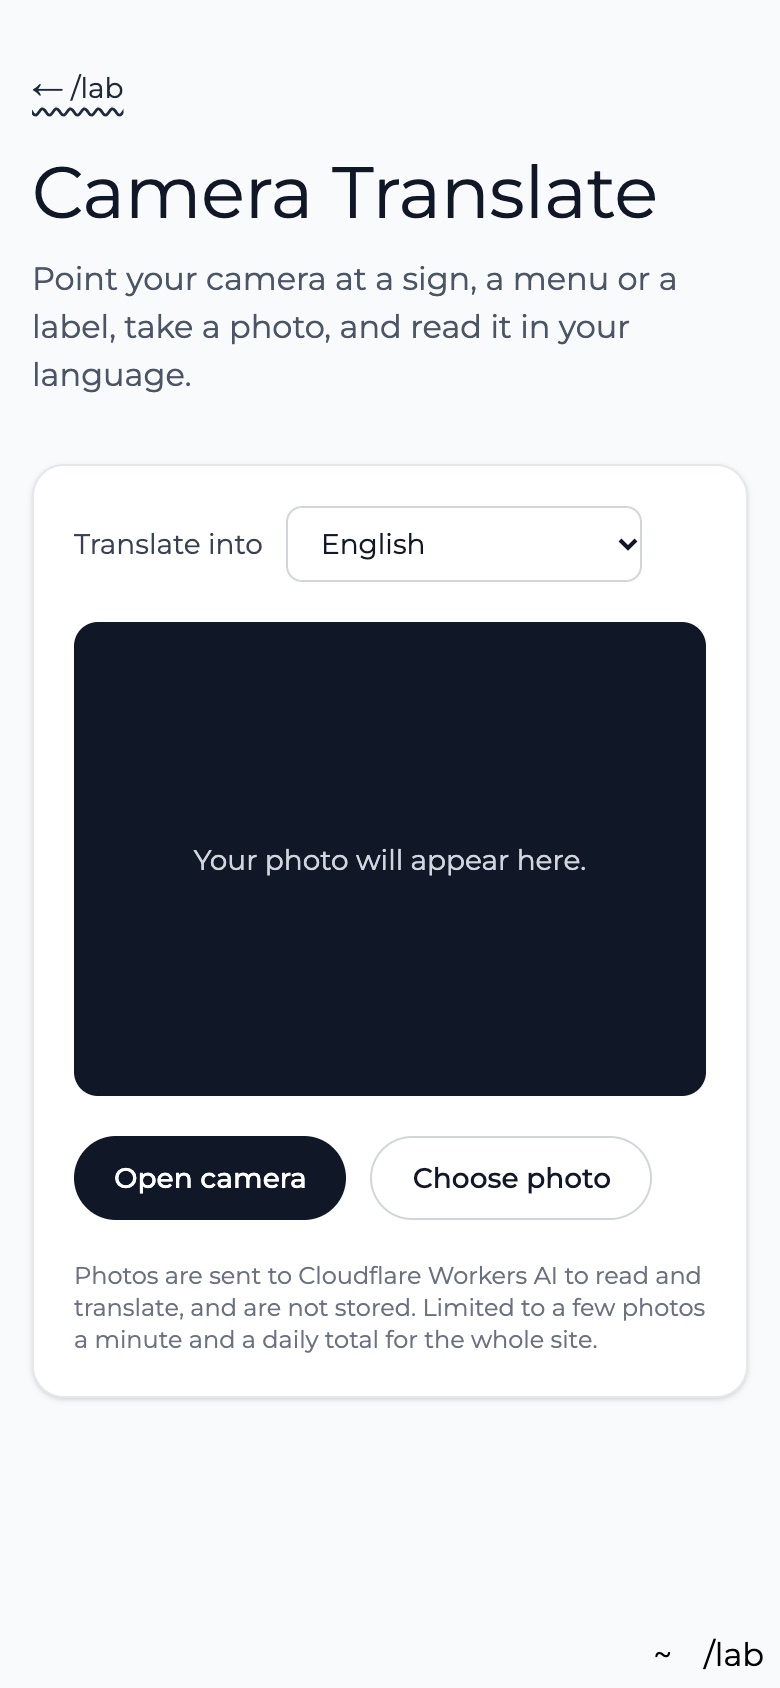 ← /lab
Camera Translate
Point your camera at a sign, a menu or a
label, take a photo, and read it in your
language.
Translate into English
Your photo will appear here.
Open camera Choose photo
Photos are sent to Cloudflare Workers AI to read and
translate, and are not stored. Limited to a few photos
a minute and a daily total for the whole site.
~ /lab